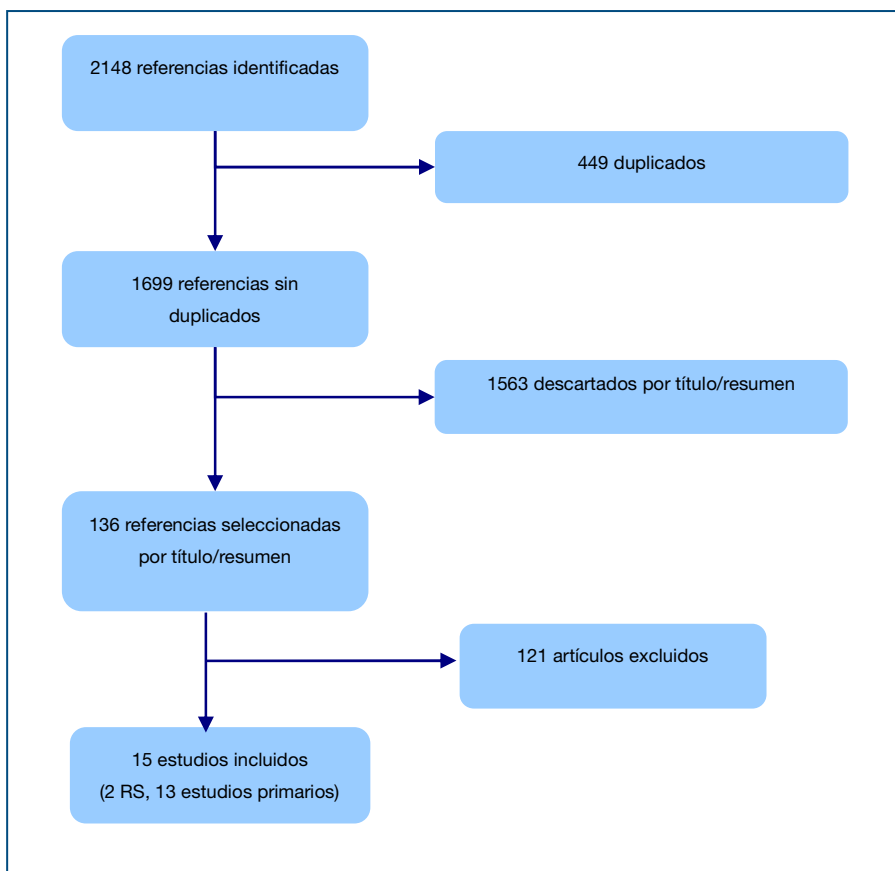 2148 referencias identificadas
449 duplicados
1699 referencias sin
duplicados
1563 descartados por título/resumen
136 referencias seleccionadas
por título/resumen
121 artículos excluidos
15 estudios incluidos
(2 RS, 13 estudios primarios)